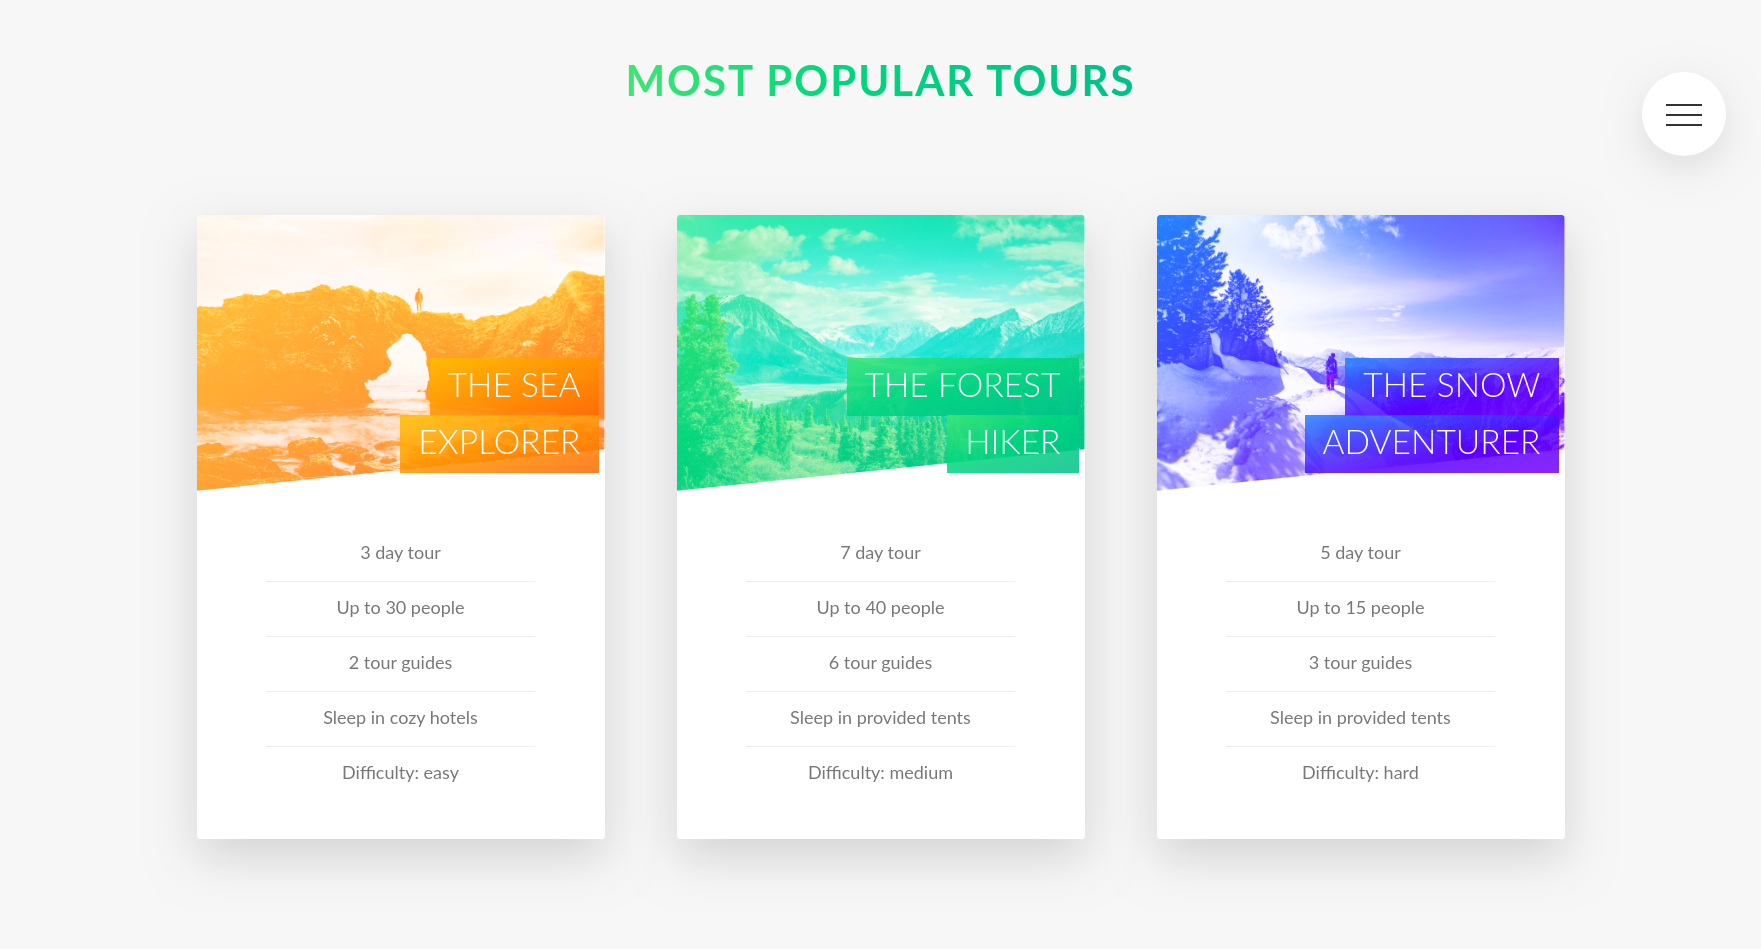 MOST POPULAR TOURS
THE SEA
EXPLORER
3 day tour
Up to 30 people
2 tour guides
Sleep in cozy hotels
Difficulty: easy
THE FOREST
HIKER
7 day tour
Up to 40 people
6 tour guides
Sleep in provided tents
Difficulty: medium
THE SNOW
ADVENTURER
5 day tour
Up to 15 people
3 tour guides
Sleep in provided tents
Difficulty: hard